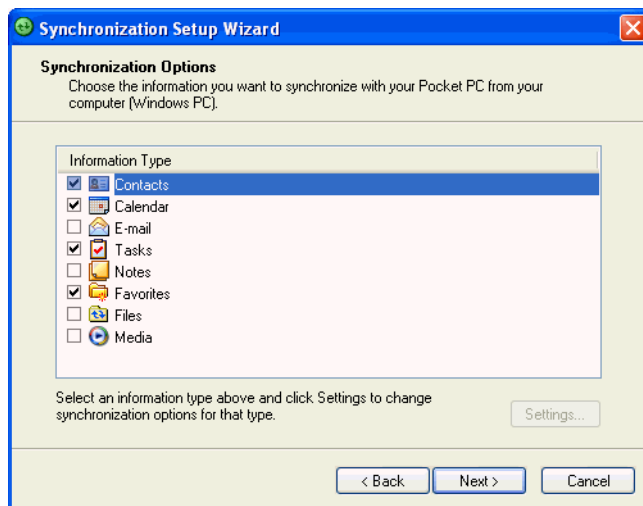 Synchronization Setup Wizard
Synchronization Options
Choose the information you want to synchronize with your Pocket PC from your
computer (Windows PC).
Information Type
Contacts
Calendar
E-mail
Tasks
Notes
Favorites
Files
Media
Select an information type above and click Settings to change
synchronization options for that type.
Settings...
< Back
Next >
Cancel